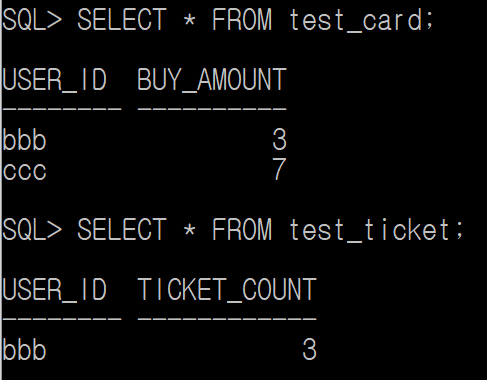 SQL> SELECT * FROM test_card;
USER_ID BUY_AMOUNT
-------- ----------
bbb 3
ccc 7
SQL> SELECT * FROM test_ticket;
USER_ID TICKET_COUNT
-------- ------------
bbb 3